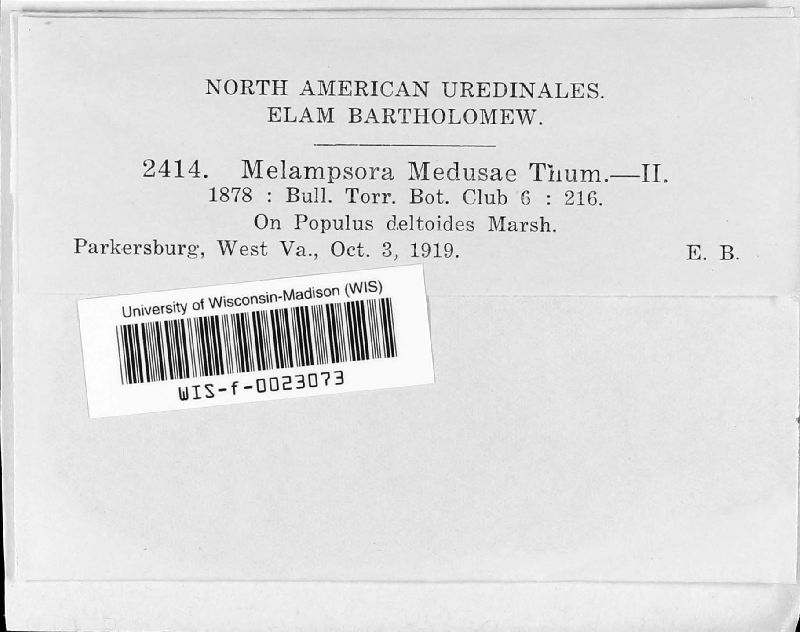 NORTH AMERICAN UREDINALES.
ELAM BARTHOLOMEW.
2414. Melampsora Medusae Thum.—II.
1878 : Bull. Torr. Bot. Club 6 : 216.
On Populus deltoides Marsh.
Parkersburg, West Va., Oct. 3, 1919. E. B.
University of Wisconsin-Madison (WIS)
WIS-f-0023073